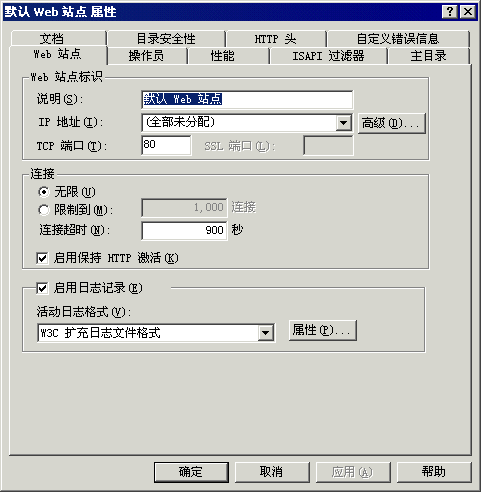 默认 Web 站点 属性
文档 目录安全性 HTTP 头 自定义错误信息
Web 站点 操作员 性能 ISAPI 过滤器 主目录
Web 站点标识
说明(S): 默认 Web 站点
IP 地址(I): (全部未分配) 高级(D)...
TCP 端口(T): 80 SSL 端口(L):
连接
无限(U)
限制到(M): 1,000 连接
连接超时(N): 900 秒
启用保持 HTTP 激活(K)
启用日志记录(E)
活动日志格式(V):
W3C 扩充日志文件格式 属性(P)...
确定 取消 应用(A) 帮助